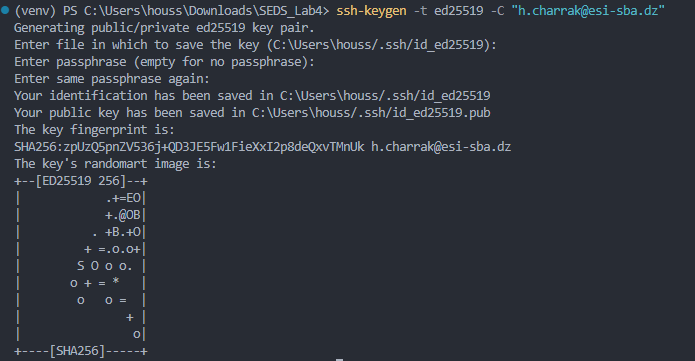 (venv) PS C:\Users\houss\Downloads\SEDS_Lab4> ssh-keygen -t ed25519 -C "h.charrak@esi-sba.dz"
Generating public/private ed25519 key pair.
Enter file in which to save the key (C:\Users\houss/.ssh/id_ed25519):
Enter passphrase (empty for no passphrase):
Enter same passphrase again:
Your identification has been saved in C:\Users\houss/.ssh/id_ed25519
Your public key has been saved in C:\Users\houss/.ssh/id_ed25519.pub
The key fingerprint is:
SHA256:zpUzQ5pnZV536j+QD3JE5Fw1FieXxI2p8deQxvTMnUk h.charrak@esi-sba.dz
The key's randomart image is:
+--[ED25519 256]--+
|           .+=EO|
|           +.@OB|
|         . +B.+O|
|        + =.o.o+|
|       S O o o. |
|      o + = *   |
|       o   o =  |
|             + |
|              o|
+----[SHA256]-----+